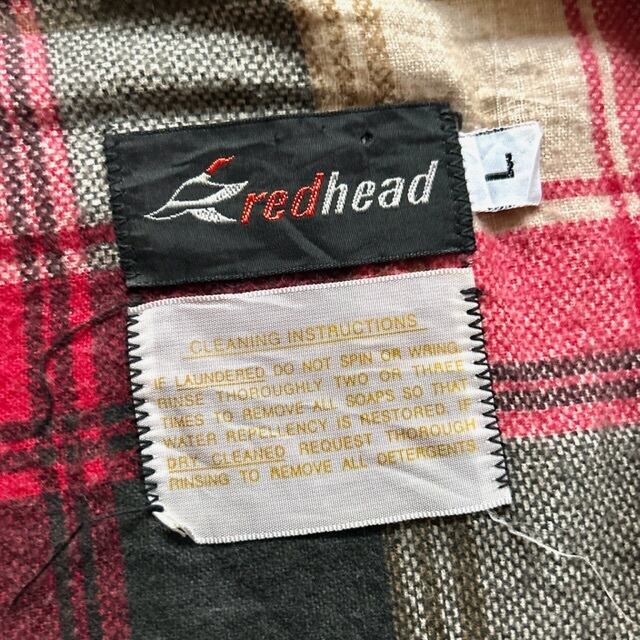 redhead
L
CLEANING INSTRUCTIONS
IF LAUNDERED DO NOT SPIN OR WRING
RINSE THOROUGHLY TWO OR THREE
TIMES TO REMOVE ALL SOAPS SO THAT
WATER REPELLENCY IS RESTORED. IF
DRY CLEANED REQUEST THOROUGH
RINSING TO REMOVE ALL DETERGENTS